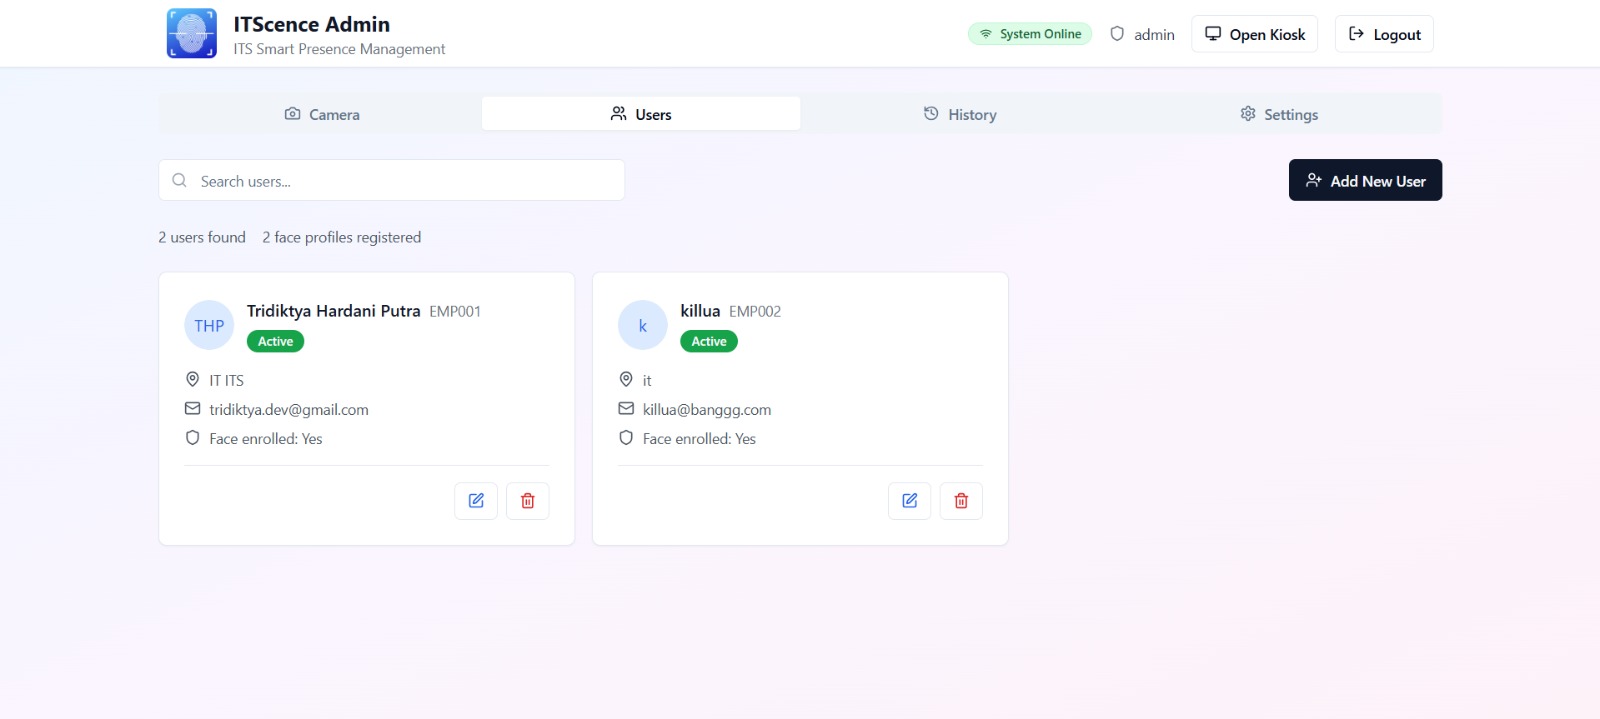 ITScence Admin
ITS Smart Presence Management
System Online
admin
Open Kiosk
Logout
Camera
Users
History
Settings
Search users...
Add New User
2 users found 2 face profiles registered
THP
Tridiktya Hardani Putra EMP001
Active
IT ITS
tridiktya.dev@gmail.com
Face enrolled: Yes
k
killua EMP002
Active
it
killua@banggg.com
Face enrolled: Yes